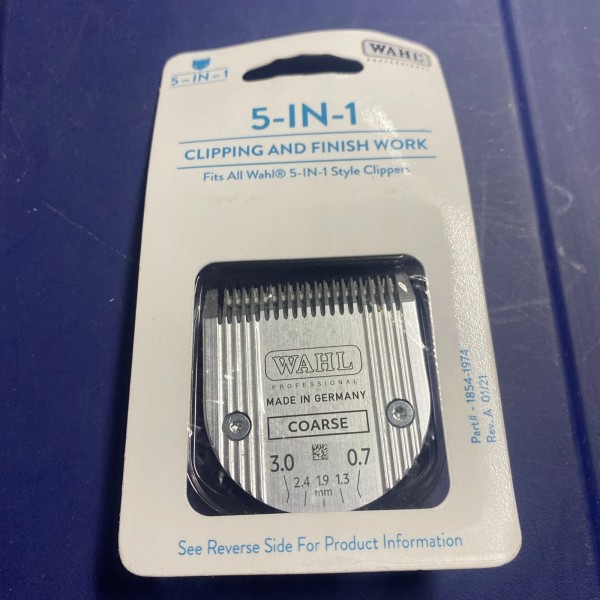 5-IN-1
WAHL
PROFESSIONAL
5-IN-1
CLIPPING AND FINISH WORK
Fits All Wahl® 5-IN-1 Style Clippers
WAHL
PROFESSIONAL
MADE IN GERMANY
COARSE
3.0 0.7
2.4 1.9 1.3
mm
Part# - 1854-1974
Rev. A 01/21
See Reverse Side For Product Information